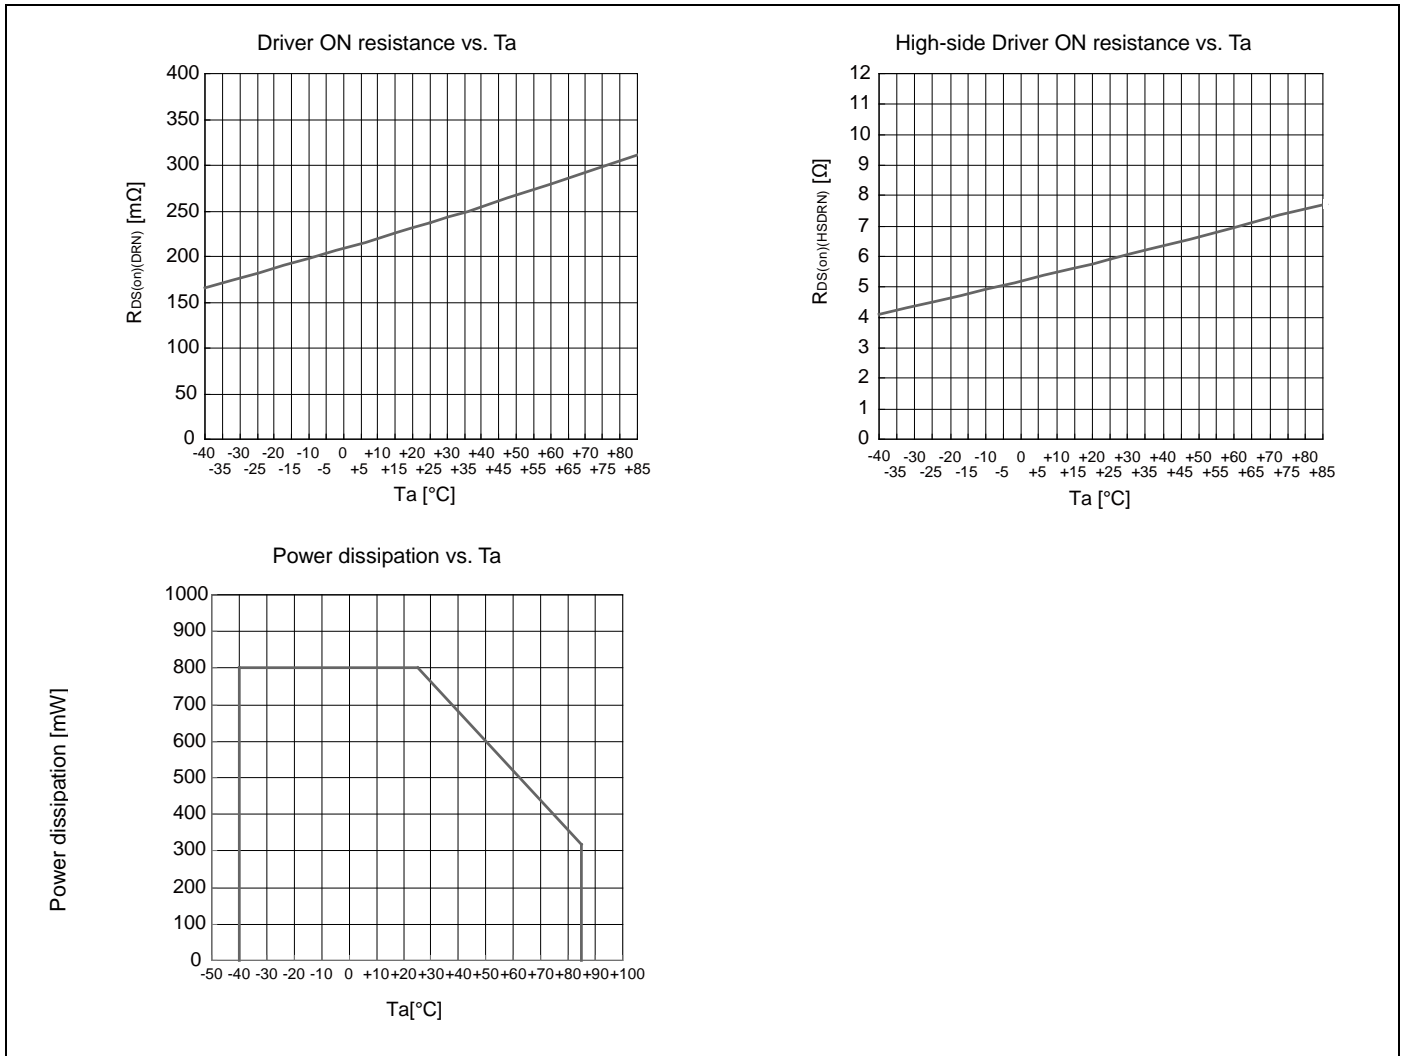 Driver ON resistance vs. Ta
RDS(on)(DRN) [mΩ]
400
350
300
250
200
150
100
50
0
-40 -30 -20 -10 0 +10 +20 +30 +40 +50 +60 +70 +80
-35 -25 -15 -5 +5 +15 +25 +35 +45 +55 +65 +75 +85
Ta [°C]
High-side Driver ON resistance vs. Ta
RDS(on)(HSDRN) [Ω]
12
11
10
9
8
7
6
5
4
3
2
1
0
-40 -30 -20 -10 0 +10 +20 +30 +40 +50 +60 +70 +80
-35 -25 -15 -5 +5 +15 +25 +35 +45 +55 +65 +75 +85
Ta [°C]
Power dissipation vs. Ta
Power dissipation [mW]
1000
900
800
700
600
500
400
300
200
100
0
-50 -40 -30 -20 -10 0 +10 +20 +30 +40 +50 +60 +70 +80 +90 +100
Ta[°C]